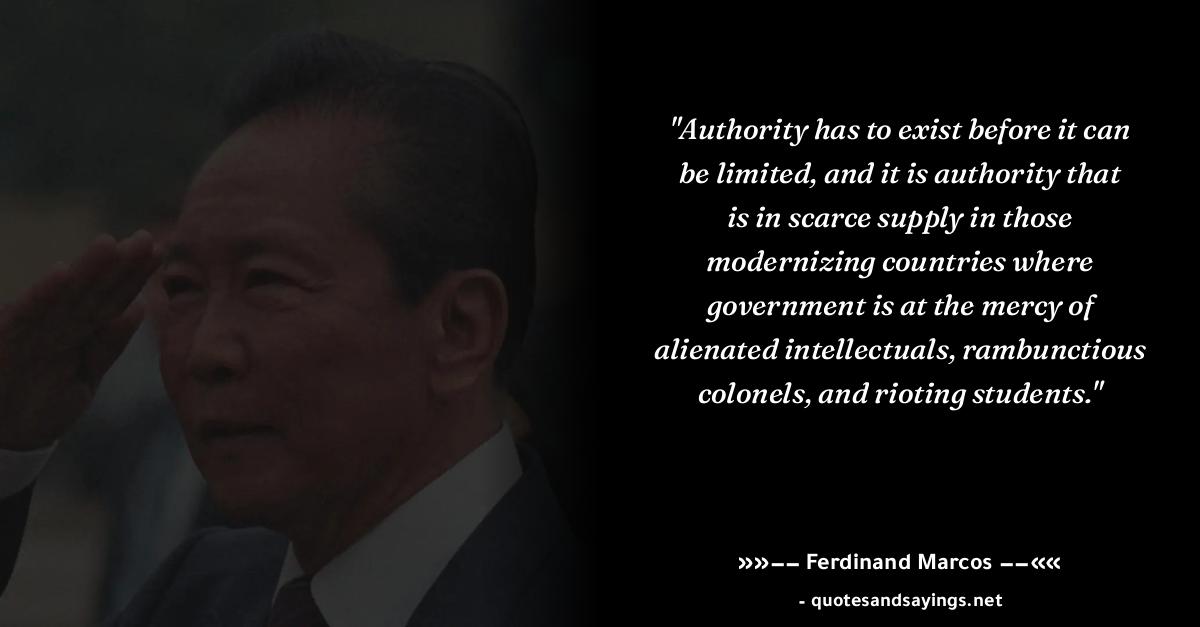 "Authority has to exist before it can
be limited, and it is authority that
is in scarce supply in those
modernizing countries where
government is at the mercy of
alienated intellectuals, rambunctious
colonels, and rioting students."
»»–– Ferdinand Marcos ––««
- quotesandsayings.net